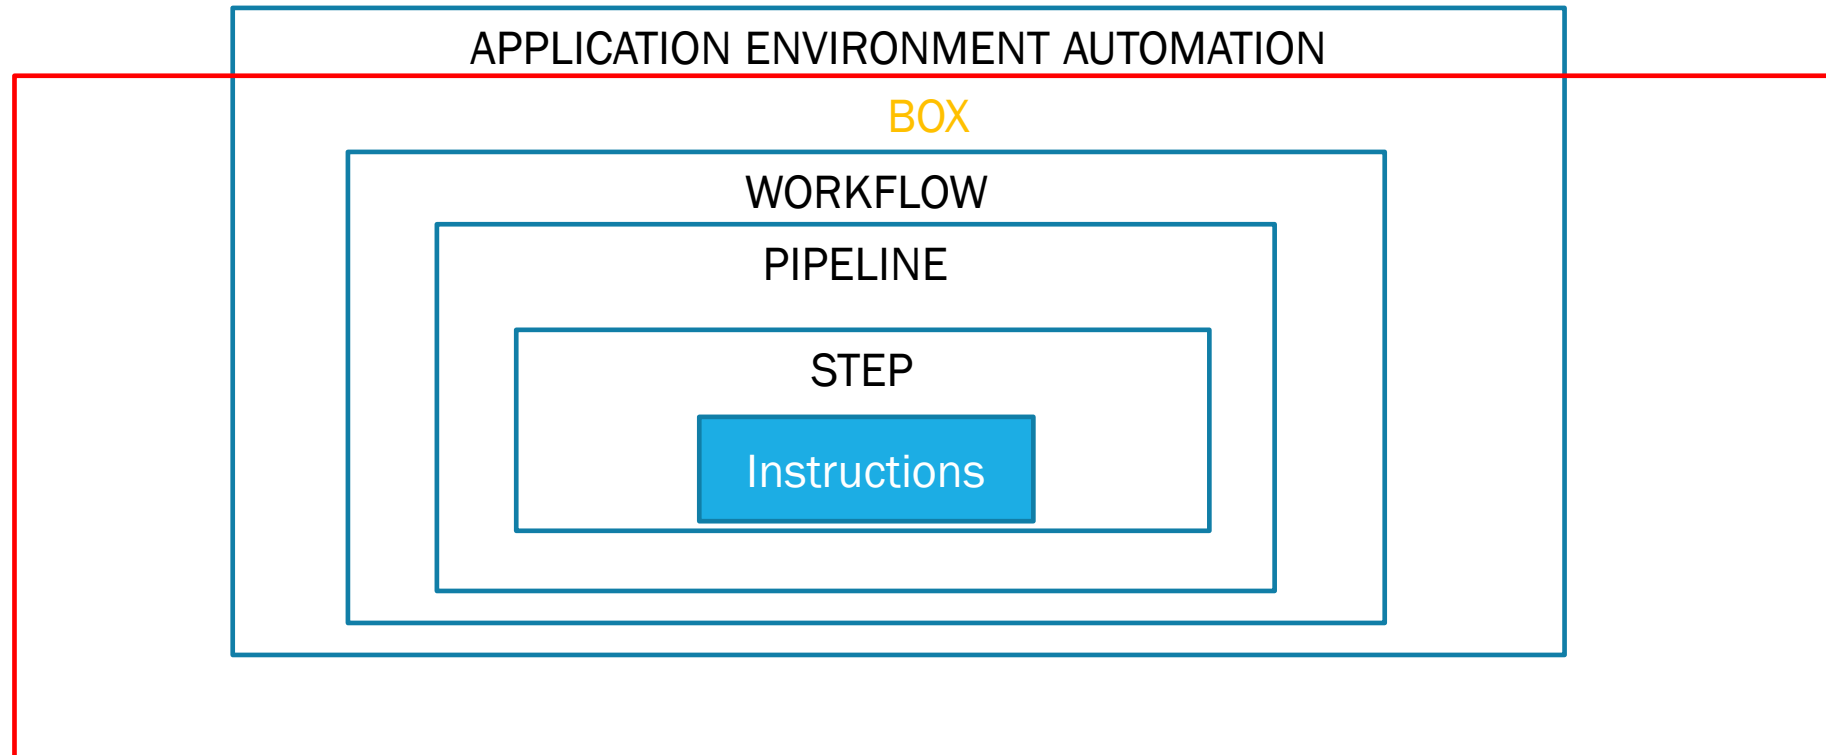 APPLICATION ENVIRONMENT AUTOMATION
BOX
WORKFLOW
PIPELINE
STEP
Instructions